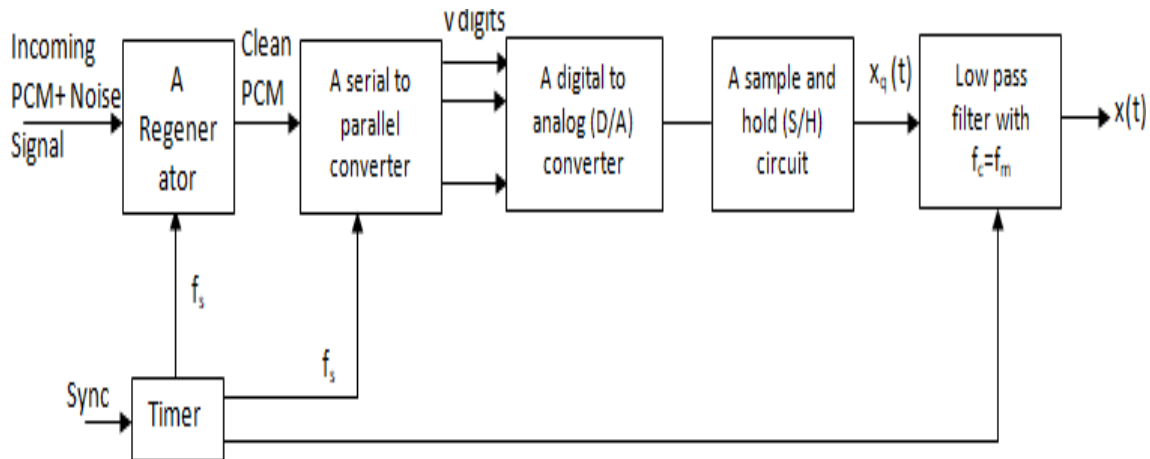 Incoming
PCM+ Noise
Signal
A
Regener
ator
Clean
PCM
A serial to
parallel
converter
v digits
A digital to
analog (D/A)
converter
A sample and
hold (S/H)
circuit
xq (t)
Low pass
filter with
fc=fm
x(t)
fs
fs
Sync
Timer